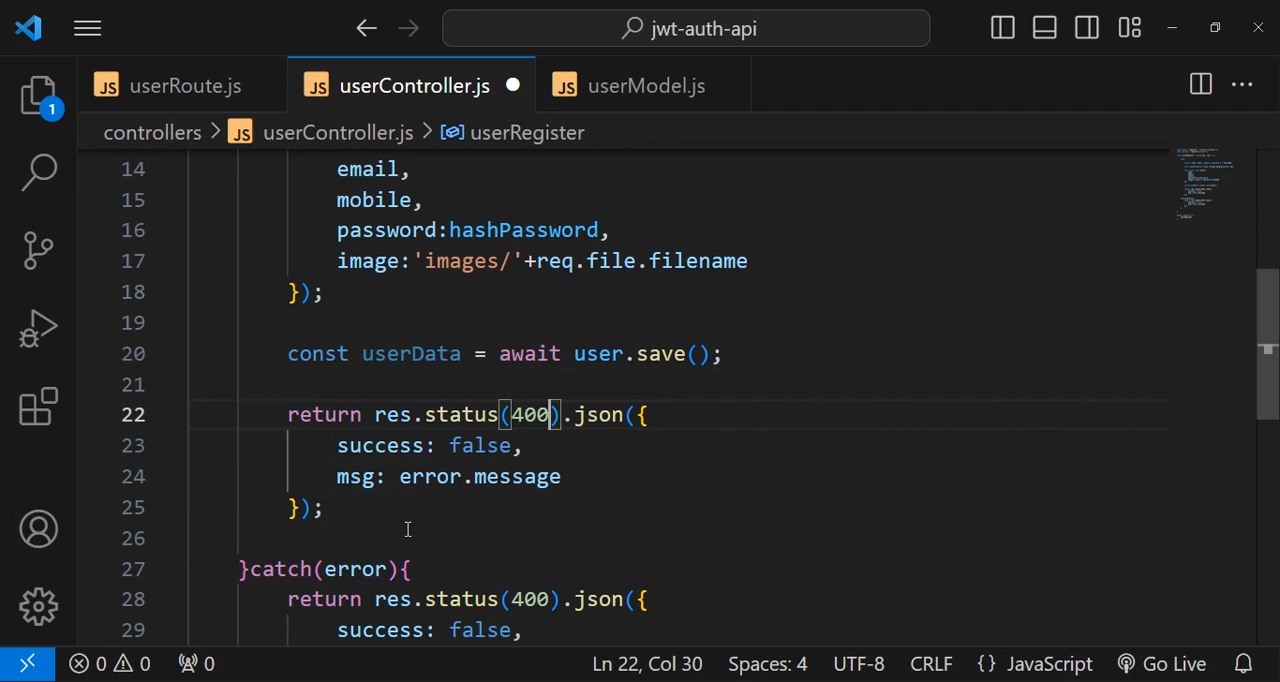 jwt-auth-api
JS userRoute.js
JS userController.js
JS userModel.js
controllers > JS userController.js > userRegister
1
14 email,
15 mobile,
16 password:hashPassword,
17 image:'images/'+req.file.filename
18 });
19
20 const userData = await user.save();
21
22 return res.status(400).json({
23 success: false,
24 msg: error.message
25 });
26
27 }catch(error){
28 return res.status(400).json({
29 success: false,
0 0 0 Ln 22, Col 30 Spaces: 4 UTF-8 CRLF {} JavaScript Go Live